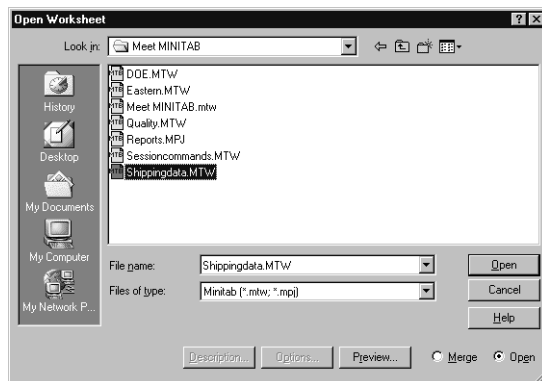 Open Worksheet
Look in: Meet MINITAB
DOE.MTW
Eastern.MTW
Meet MINITAB.mtw
Quality.MTW
Reports.MPJ
Sessioncommands.MTW
Shippingdata.MTW
History
Desktop
My Documents
My Computer
My Network P...
File name: Shippingdata.MTW Open
Files of type: Minitab (*.mtw; *.mpj) Cancel
Help
Description... Options... Preview... Merge Open